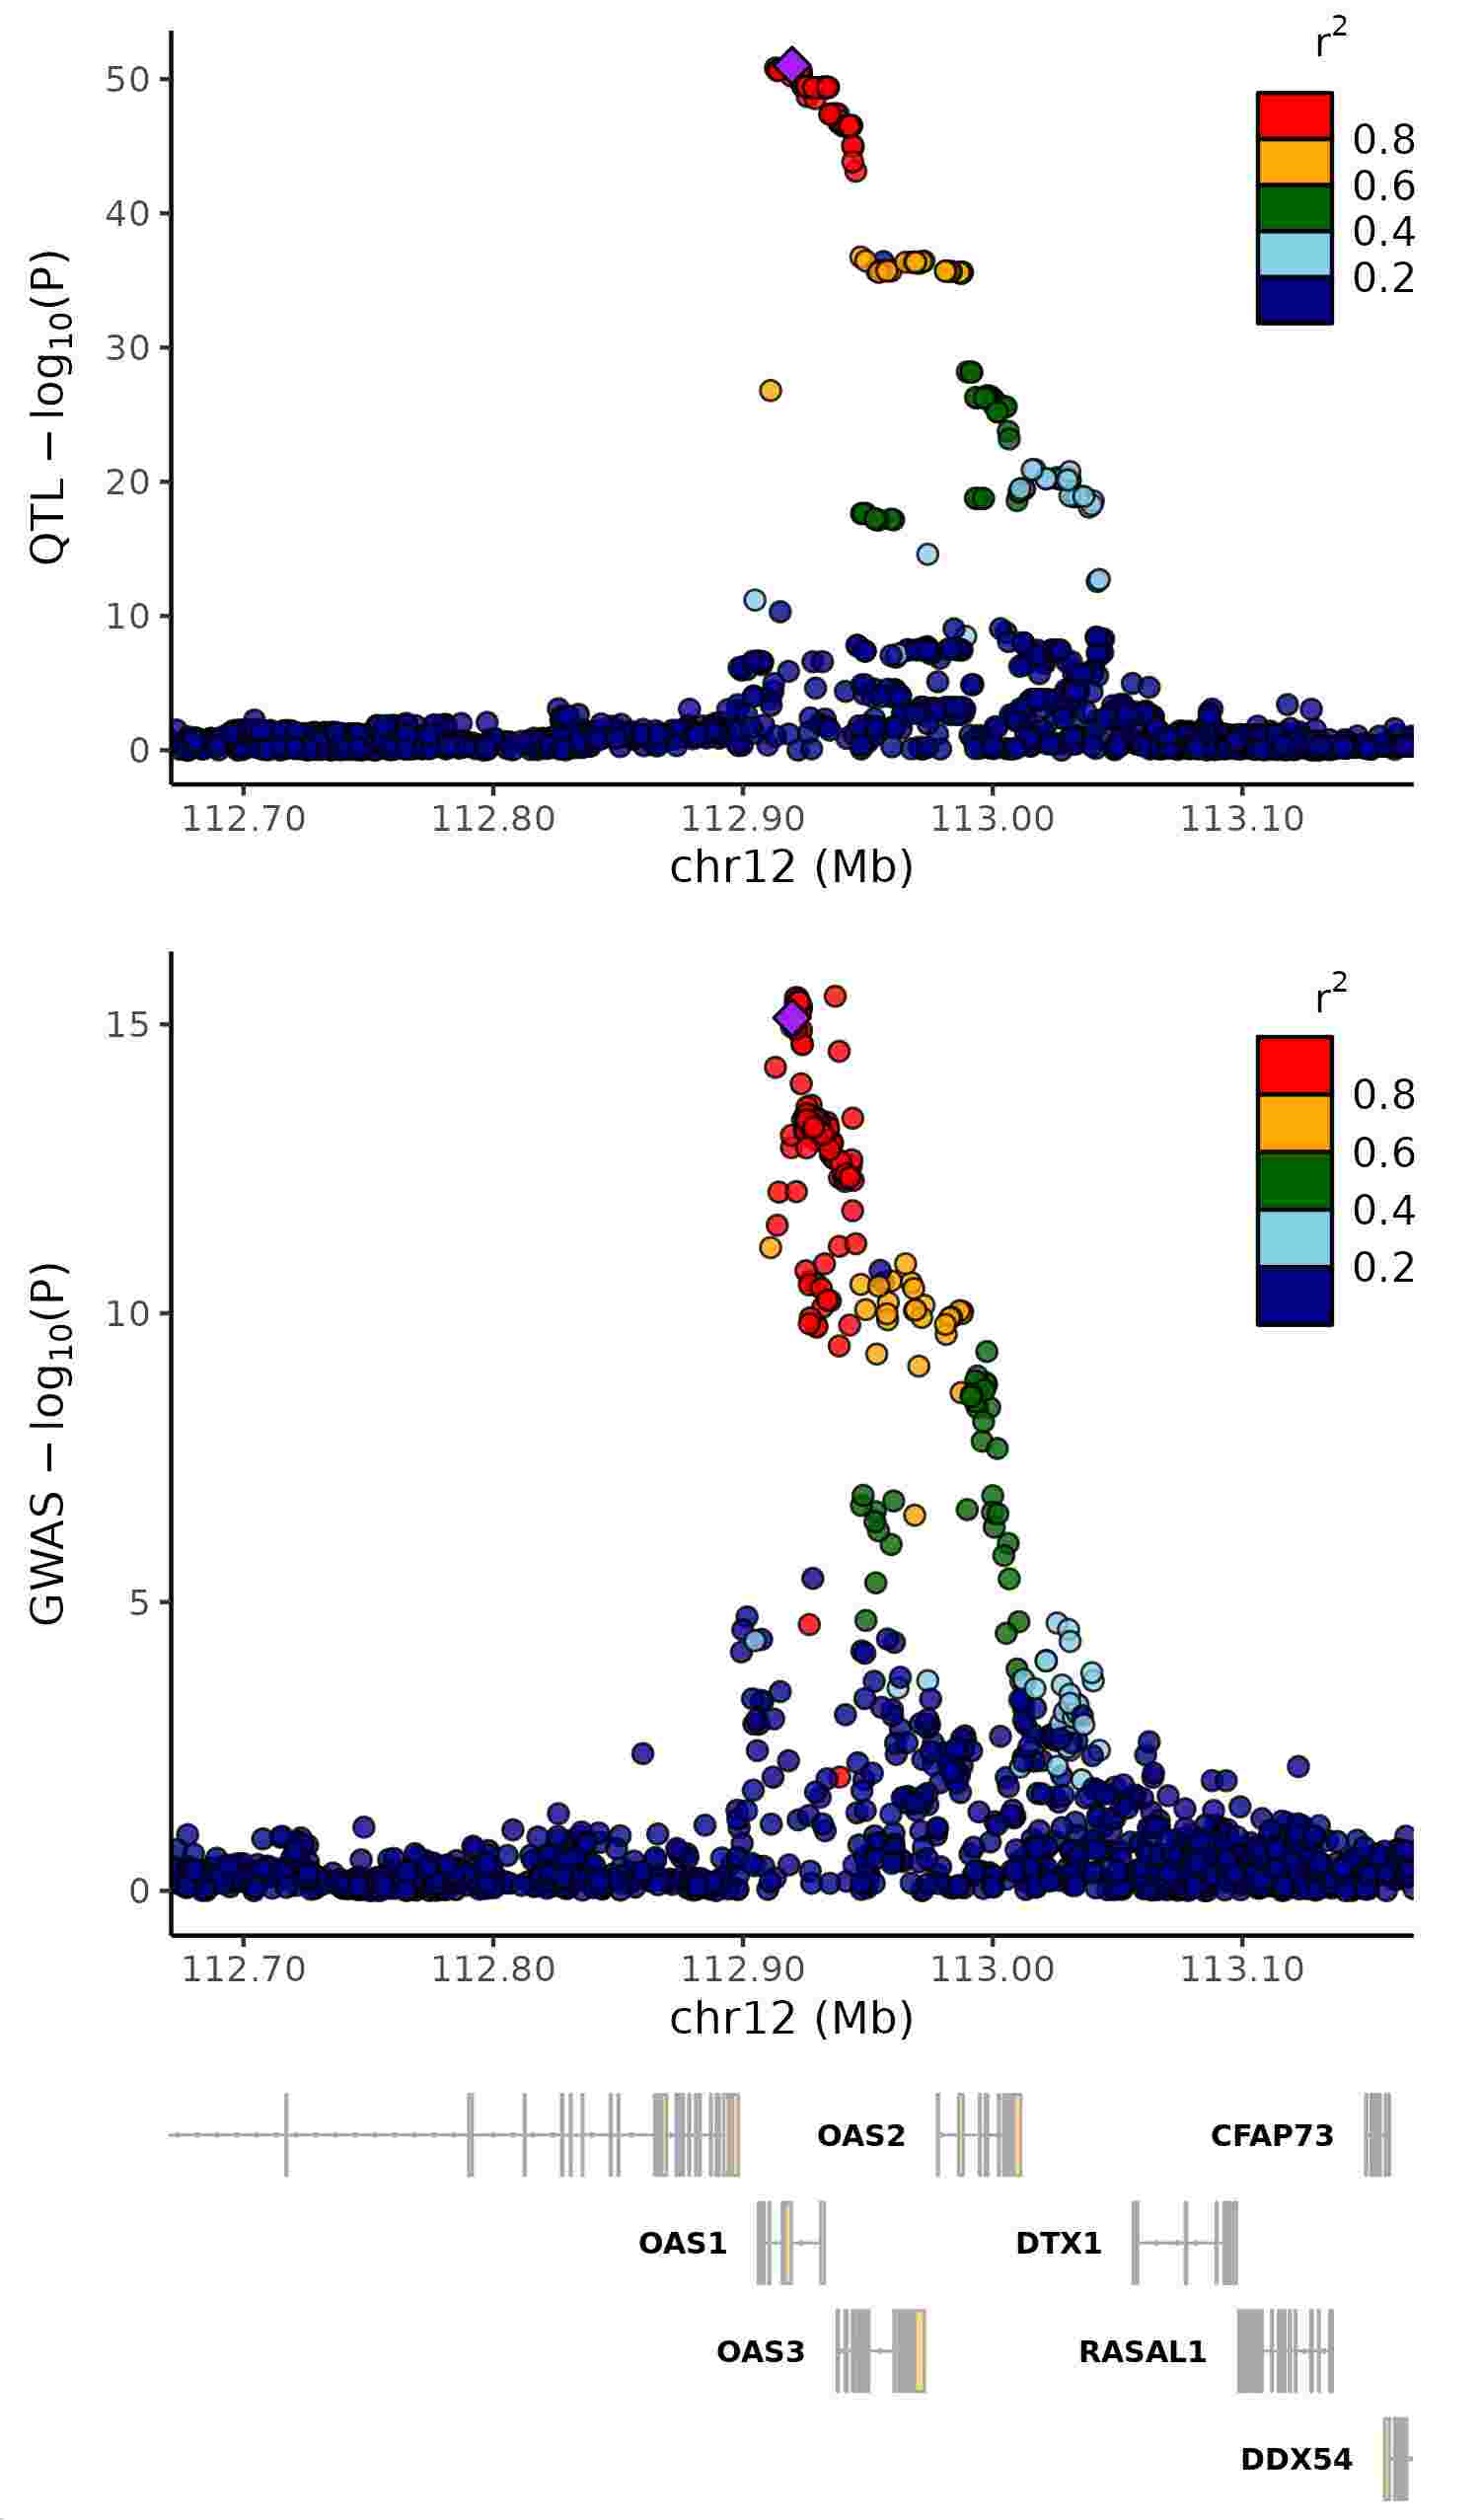 r2
50
40
30
20
10
0
QTL − log10(P)
0.8
0.6
0.4
0.2
112.70 112.80 112.90 113.00 113.10
chr12 (Mb)
r2
15
10
5
0
GWAS − log10(P)
0.8
0.6
0.4
0.2
112.70 112.80 112.90 113.00 113.10
chr12 (Mb)
OAS2 CFAP73
OAS1 DTX1
OAS3 RASAL1
DDX54